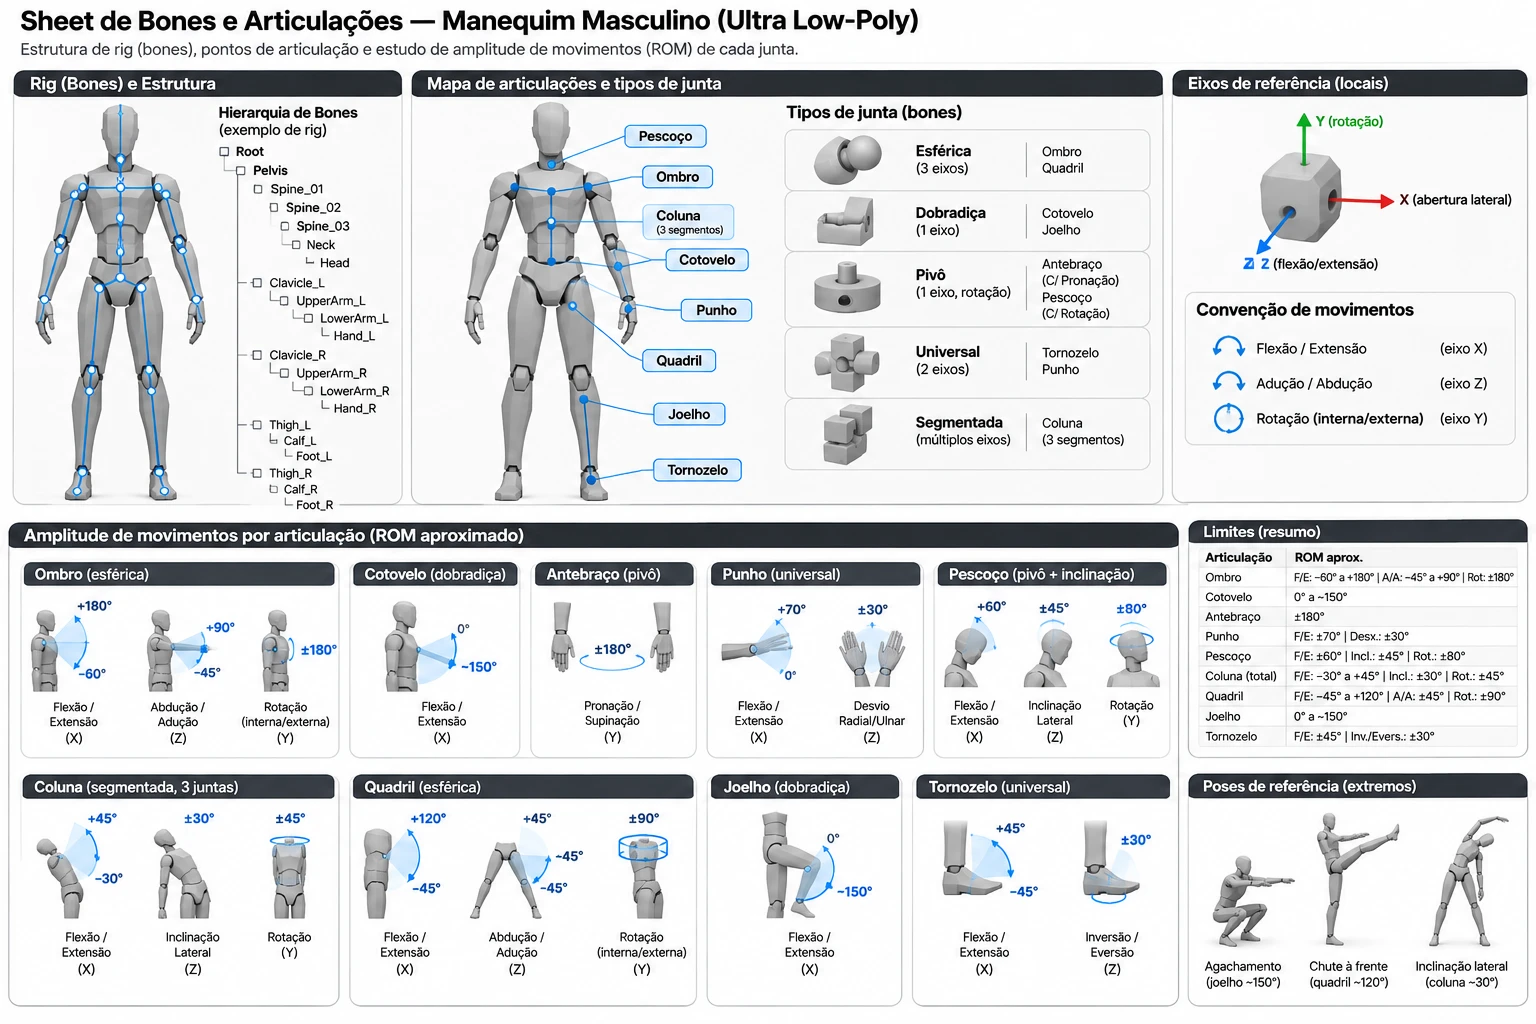 Sheet de Bones e Articulações — Manequim Masculino (Ultra Low-Poly)
Estrutura de rig (bones), pontos de articulação e estudo de amplitude de movimentos (ROM) de cada junta.
Rig (Bones) e Estrutura
Hierarquia de Bones
(exemplo de rig)
Root
Pelvis
Spine_01
Spine_02
Spine_03
Neck
Head
Clavicle_L
UpperArm_L
LowerArm_L
Hand_L
Clavicle_R
UpperArm_R
LowerArm_R
Hand_R
Thigh_L
Calf_L
Foot_L
Thigh_R
Calf_R
Foot_R
Mapa de articulações e tipos de junta
Pescoço
Ombro
Coluna
(3 segmentos)
Cotovelo
Punho
Quadril
Joelho
Tornozelo
Tipos de junta (bones)
Esférica
(3 eixos)
Ombro
Quadril
Dobradiça
(1 eixo)
Cotovelo
Joelho
Pivô
(1 eixo, rotação)
Antebraço
(C/ Pronação)
Pescoço
(C/ Rotação)
Universal
(2 eixos)
Tornozelo
Punho
Segmentada
(múltiplos eixos)
Coluna
(3 segmentos)
Eixos de referência (locais)
Y (rotação)
X (abertura lateral)
Z Z (flexão/extensão)
Convenção de movimentos
Flexão / Extensão (eixo X)
Adução / Abdução (eixo Z)
Rotação (interna/externa) (eixo Y)
Amplitude de movimentos por articulação (ROM aproximado)
Ombro (esférica)
+180°
−60°
Flexão /
Extensão
(X)
+90°
−45°
Abdução /
Adução
(Z)
±180°
Rotação
(interna/externa)
(Y)
Cotovelo (dobradiça)
0°
~150°
Flexão /
Extensão
(X)
Antebraço (pivô)
±180°
Pronação /
Supinação
(Y)
Punho (universal)
+70°
0°
Flexão /
Extensão
(X)
±30°
Desvio
Radial/Ulnar
(Z)
Pescoço (pivô + inclinação)
+60°
Flexão /
Extensão
(X)
±45°
Inclinação
Lateral
(Z)
±80°
Rotação
(Y)
Coluna (segmentada, 3 juntas)
+45°
−30°
Flexão /
Extensão
(X)
±30°
Inclinação
Lateral
(Z)
±45°
Rotação
(Y)
Quadril (esférica)
+120°
−45°
Flexão /
Extensão
(X)
+45°
−45°
−45°
Abdução /
Adução
(Z)
±90°
Rotação
(interna/externa)
(Y)
Joelho (dobradiça)
0°
−150°
Flexão /
Extensão
(X)
Tornozelo (universal)
+45°
−45°
Flexão /
Extensão
(X)
±30°
Inversão /
Eversão
(Z)
Limites (resumo)
Articulação ROM aprox.
Ombro F/E: −60° a +180° | A/A: −45° a +90° | Rot: ±180°
Cotovelo 0° a ~150°
Antebraço ±180°
Punho F/E: ±70° | Desx.: ±30°
Pescoço F/E: ±60° | Incl.: ±45° | Rot.: ±80°
Coluna (total) F/E: −30° a +45° | Incl.: ±30° | Rot.: ±45°
Quadril F/E: −45° a +120° | A/A: ±45° | Rot.: ±90°
Joelho 0° a ~150°
Tornozelo F/E: ±45° | Inv./Evers.: ±30°
Poses de referência (extremos)
Agachamento
(joelho ~150°)
Chute à frente
(quadril ~120°)
Inclinação lateral
(coluna ~30°)